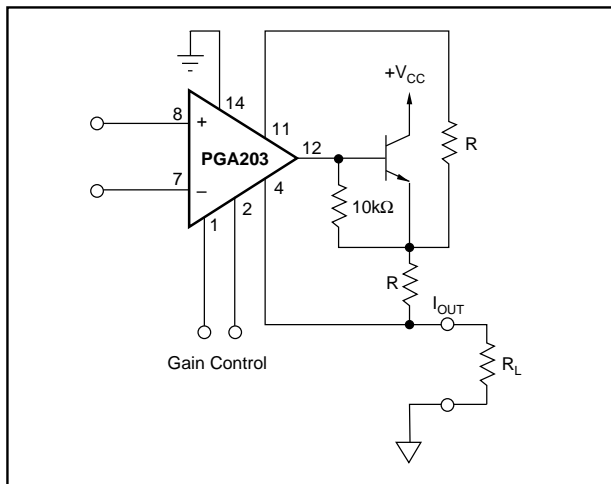 +V_CC
14
8
+
11
PGA203
12
R
7
–
4
10kΩ
2
1
R
I_OUT
Gain Control
R_L